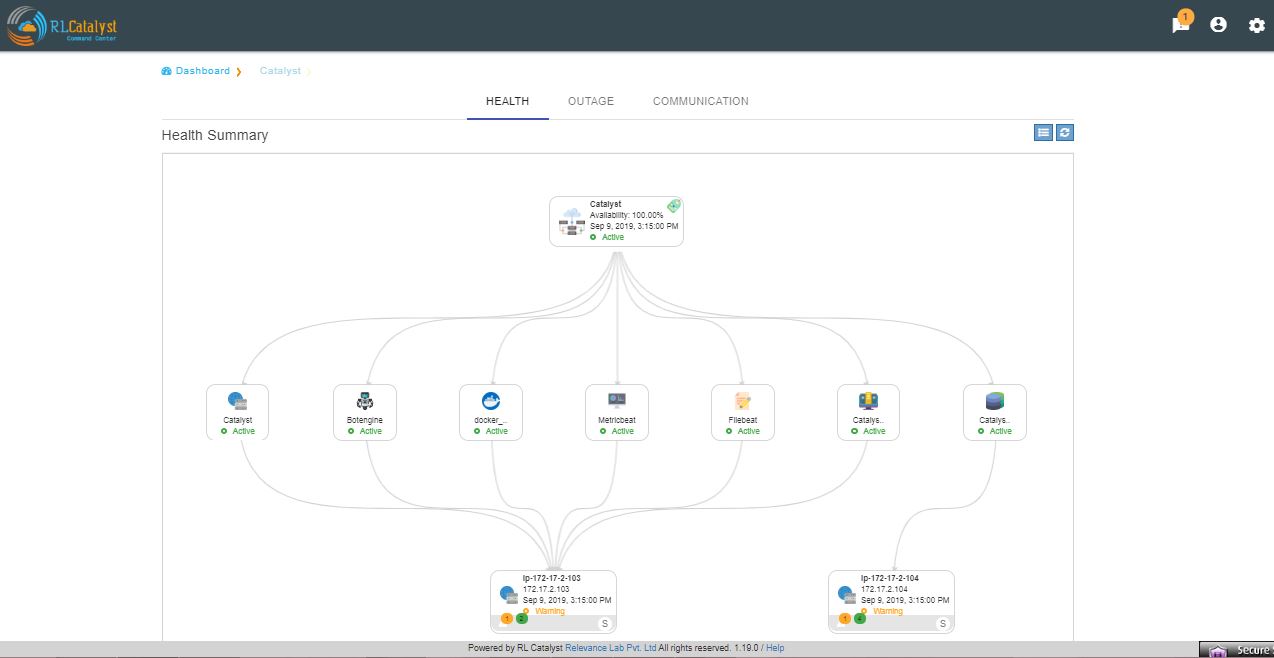 RLCatalyst
Command Center
1
Dashboard
Catalyst
HEALTH OUTAGE COMMUNICATION
Health Summary
Catalyst
Availability: 100.00%
Sep 9, 2019, 3:15:00 PM
Active
Catalyst
Active
Botengine
Active
docker_...
Active
Metricbeat
Active
Filebeat
Active
Catalys..
Active
Catalys..
Active
Ip-172-17-2-103
172.17.2.103
Sep 9, 2019, 3:15:00 PM
Warning
1 2 S
Ip-172-17-2-104
172.17.2.104
Sep 9, 2019, 3:15:00 PM
Warning
1 4 S
Powered by RL Catalyst Relevance Lab Pvt. Ltd All rights reserved. 1.19.0 / Help
Secure